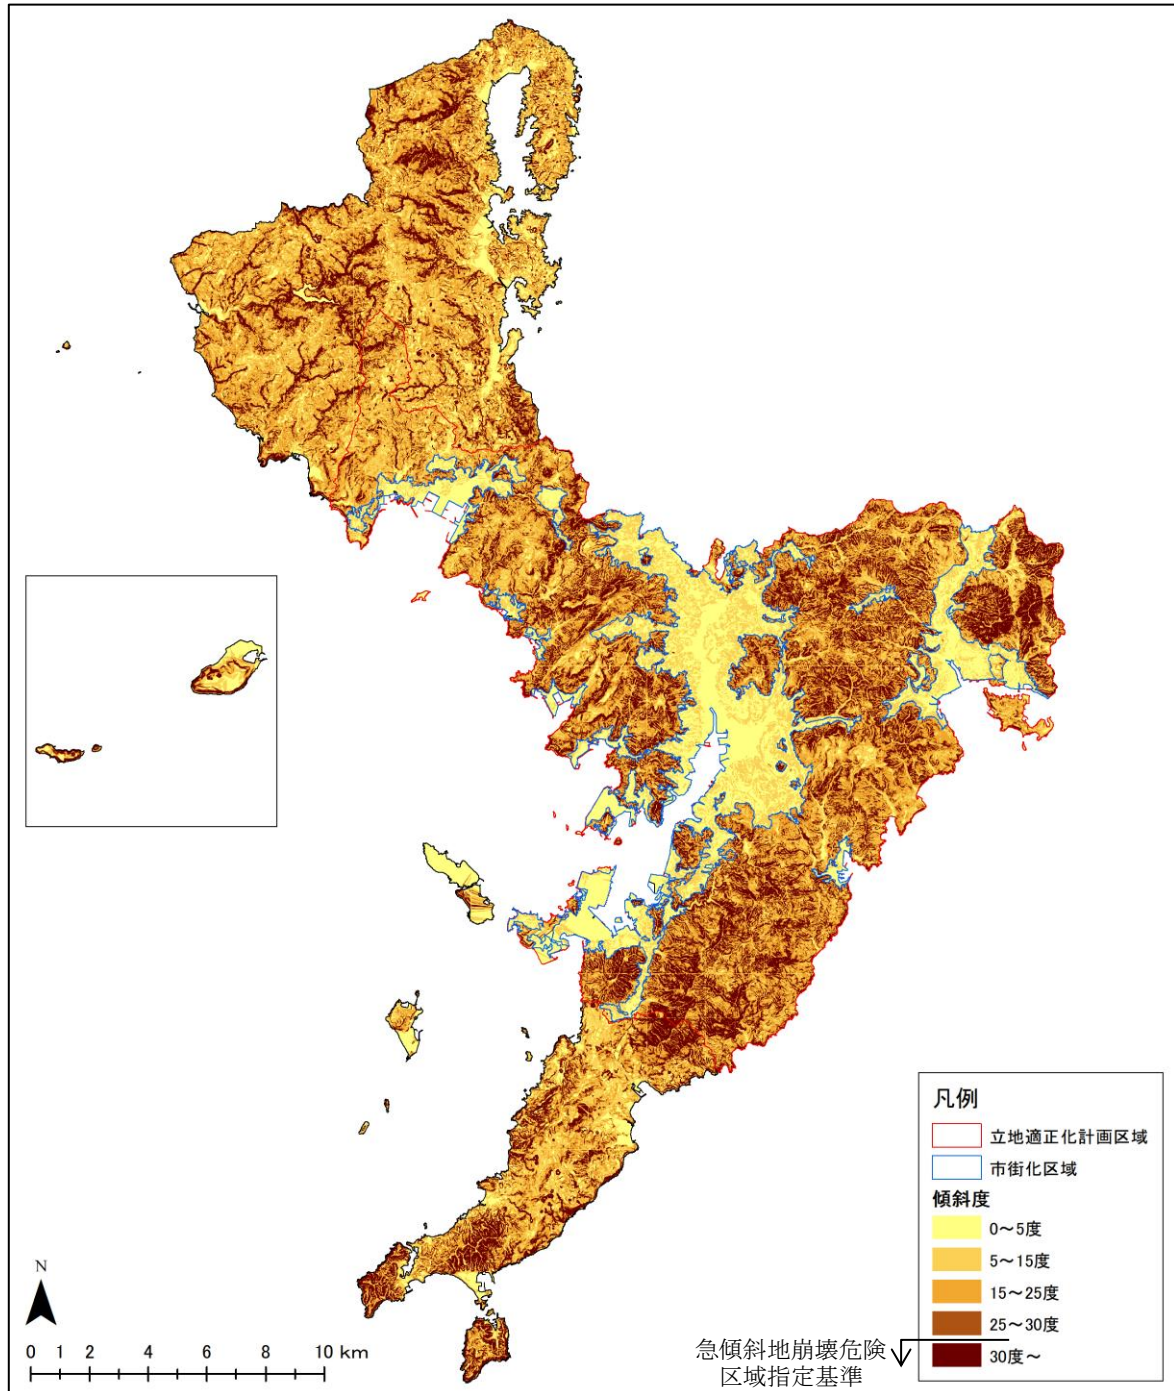 凡例
立地適正化計画区域
市街化区域
傾斜度
0～5度
5～15度
15～25度
25～30度
30度～
急傾斜地崩壊危険
区域指定基準
N
0 1 2 4 6 8 10 km